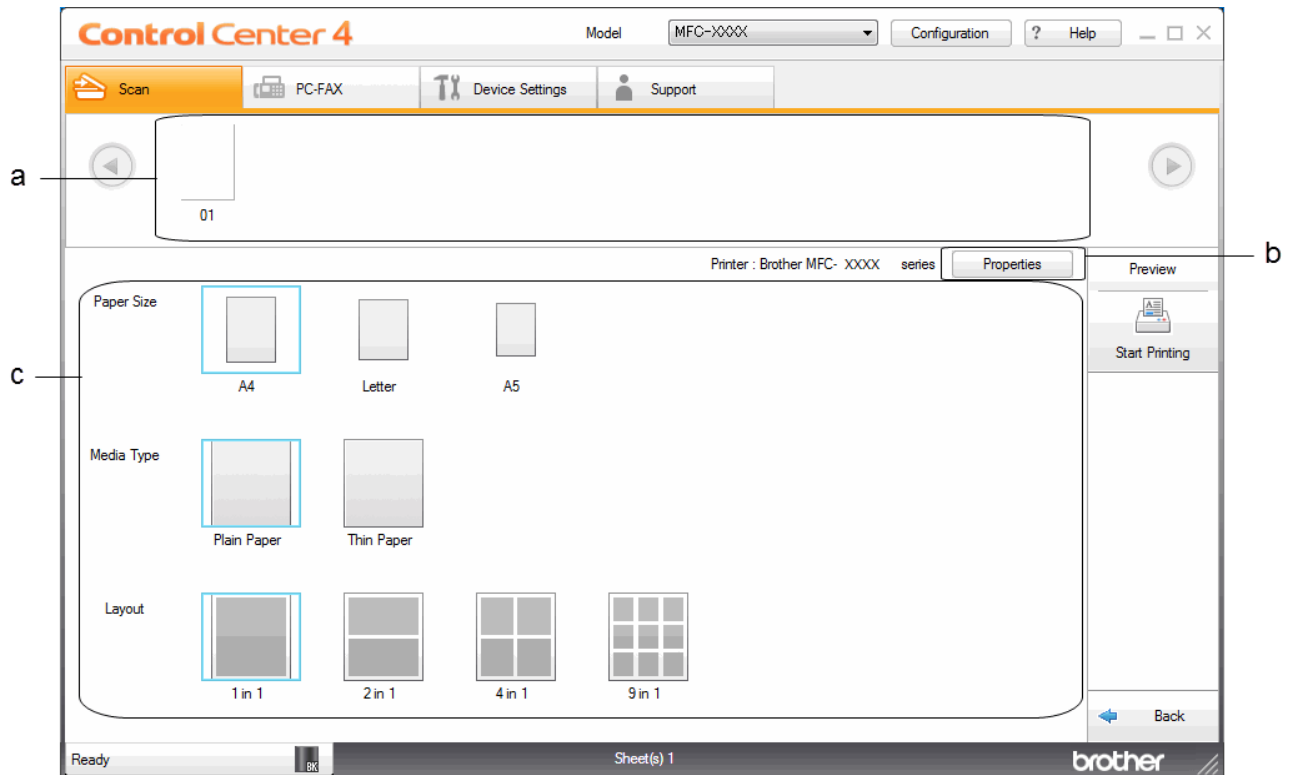 Control Center 4 Model MFC-XXXX Configuration ? Help
Scan PC-FAX Device Settings Support
a
01
b
Printer : Brother MFC- XXXX series Properties Preview
Paper Size
Start Printing
c
A4 Letter A5
Media Type
Plain Paper Thin Paper
Layout
1 in 1 2 in 1 4 in 1 9 in 1
Back
Ready BK Sheet(s) 1 brother